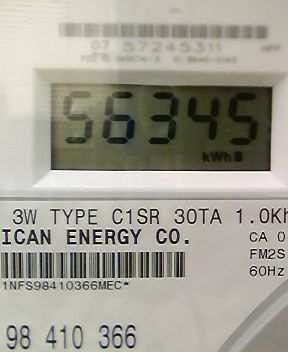 07 57245311
56345
kWh
3W TYPE C1SR 30TA 1.0Kh
ICAN ENERGY CO.
CA 0
FM2S
1NFS98410366MEC*
60Hz
98 410 366